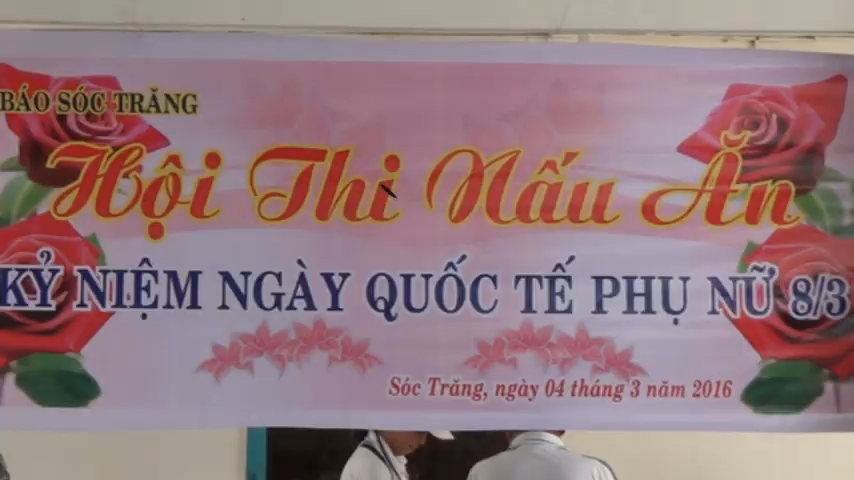 BÁO SÓC TRĂNG
Hội Thi Nấu Ăn
KỶ NIỆM NGÀY QUỐC TẾ PHỤ NỮ 8/3
Sóc Trăng, ngày 04 tháng 3 năm 2016